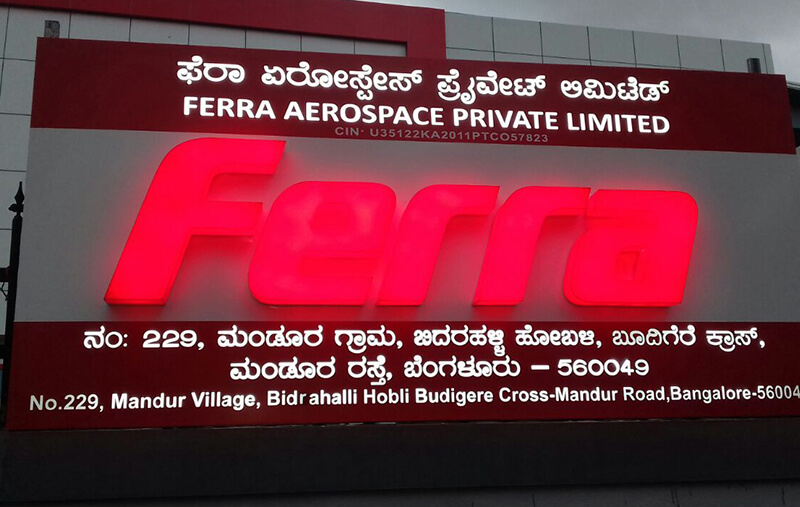 ಫೆರಾ ಏರೋಸ್ಪೇಸ್ ಪ್ರೈವೇಟ್ ಲಿಮಿಟೆಡ್
FERRA AEROSPACE PRIVATE LIMITED
CIN: U35122KA2011PTC057823
Ferra
ನಂ: 229, ಮಂಡೂರ ಗ್ರಾಮ, ಬಿದರಹಳ್ಳಿ ಹೋಬಳಿ, ಬೂದಿಗೆರೆ ಕ್ರಾಸ್,
ಮಂಡೂರ ರಸ್ತೆ, ಬೆಂಗಳೂರು – 560049
No.229, Mandur Village, Bidrahalli Hobli Budigere Cross-Mandur Road,Bangalore-56004